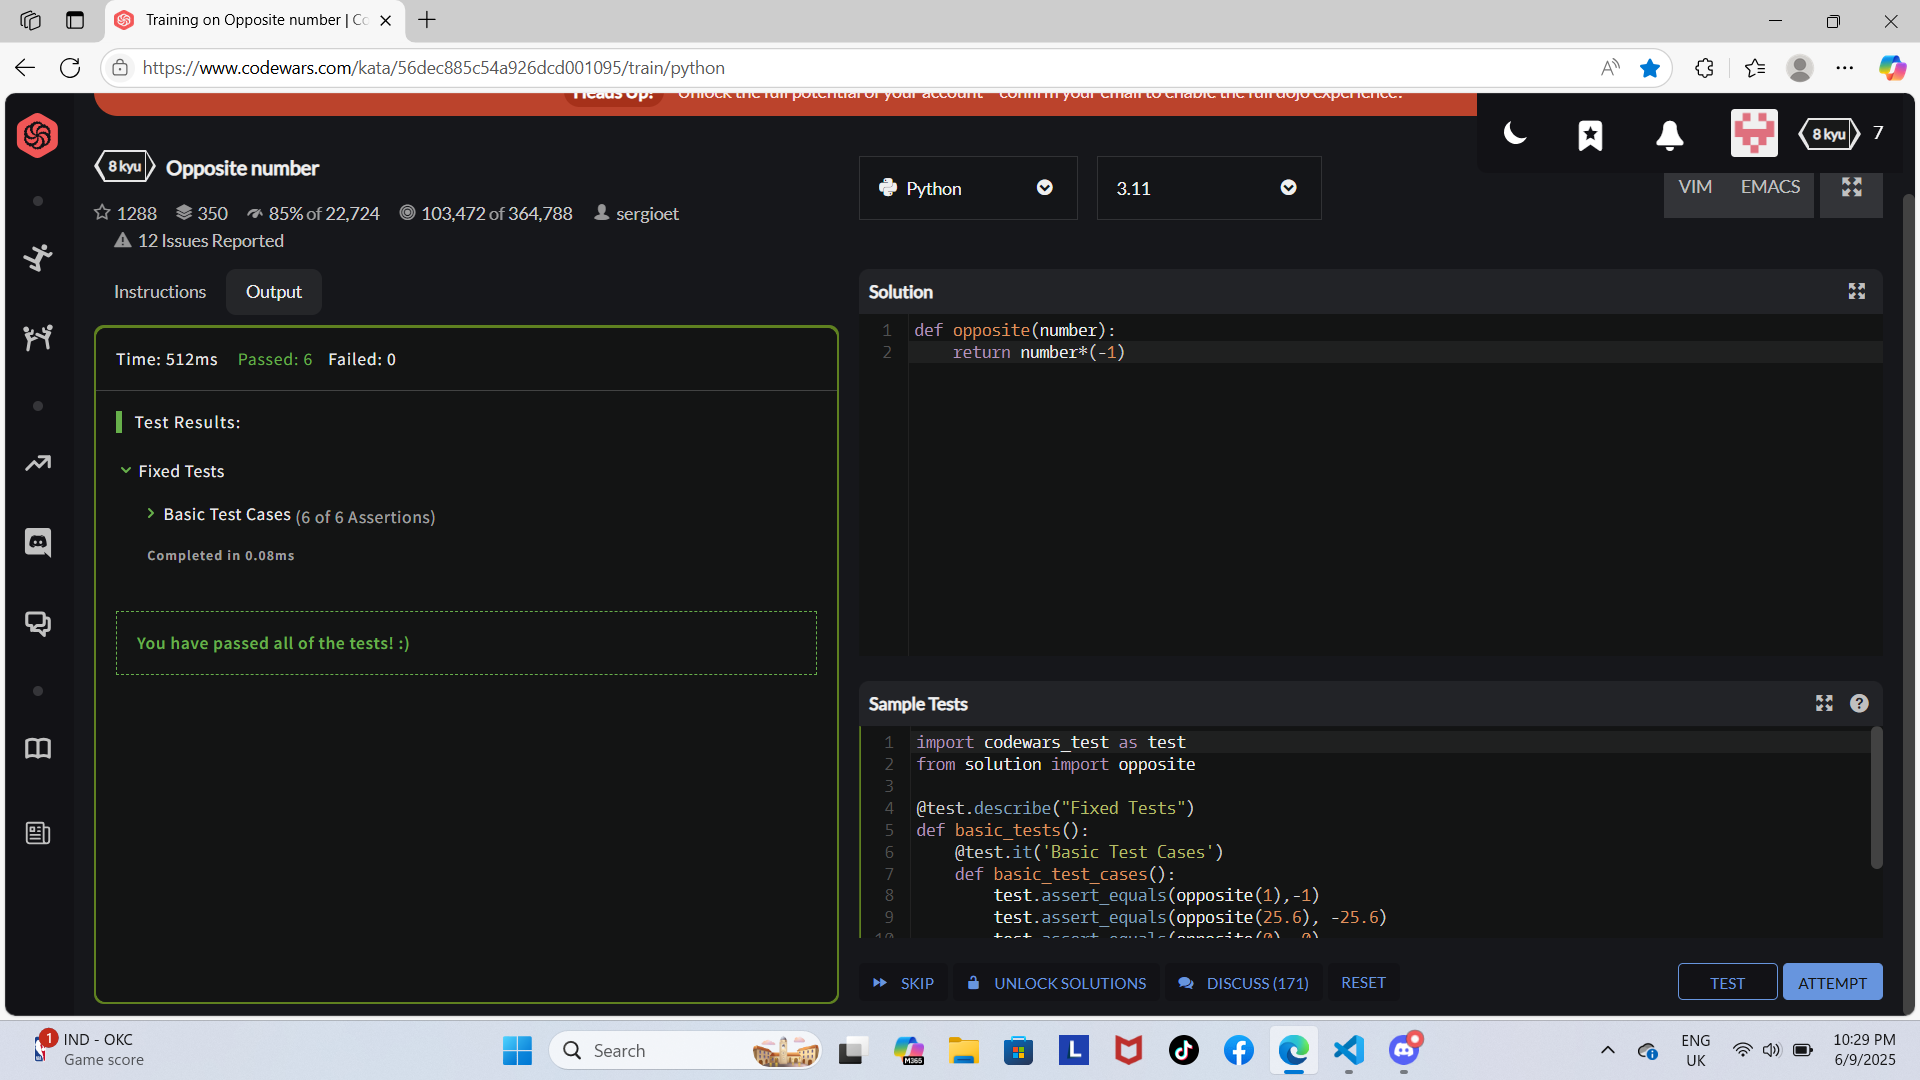 Training on Opposite number | Co
https://www.codewars.com/kata/56dec885c54a926dcd001095/train/python
Heads Up! Unlock the full potential of your account - confirm your email to enable the full dojo experience.
8 kyu Opposite number
1288 350 85% of 22,724 103,472 of 364,788 sergioet
12 Issues Reported
Python
3.11
8 kyu 7
VIM EMACS
Instructions Output
Time: 512ms Passed: 6 Failed: 0
Test Results:
Fixed Tests
Basic Test Cases (6 of 6 Assertions)
Completed in 0.08ms
You have passed all of the tests! :)
Solution
1 def opposite(number):
2     return number*(-1)
Sample Tests
1 import codewars_test as test
2 from solution import opposite
3
4 @test.describe("Fixed Tests")
5 def basic_tests():
6     @test.it('Basic Test Cases')
7     def basic_test_cases():
8         test.assert_equals(opposite(1),-1)
9         test.assert_equals(opposite(25.6), -25.6)
10         test.assert_equals(opposite(0), 0)
SKIP UNLOCK SOLUTIONS DISCUSS (171) RESET TEST ATTEMPT
1 IND - OKC
Game score
Search
M365
L
ENG
UK
10:29 PM
6/9/2025